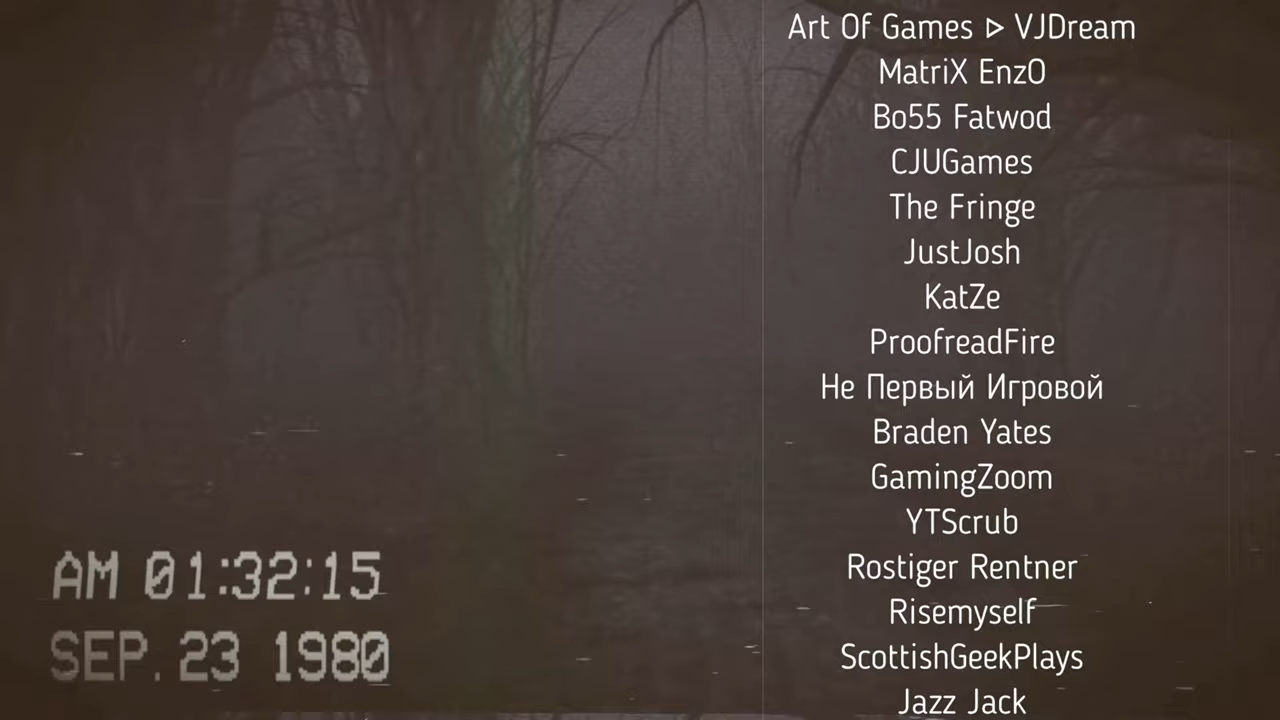 Art Of Games ▷ VJDream
MatriX EnzO
Bo55 Fatwod
CJUGames
The Fringe
JustJosh
KatZe
ProofreadFire
Не Первый Игровой
Braden Yates
GamingZoom
YTScrub
Rostiger Rentner
Risemyself
ScottishGeekPlays
Jazz Jack
AM 01:32:15
SEP. 23 1980